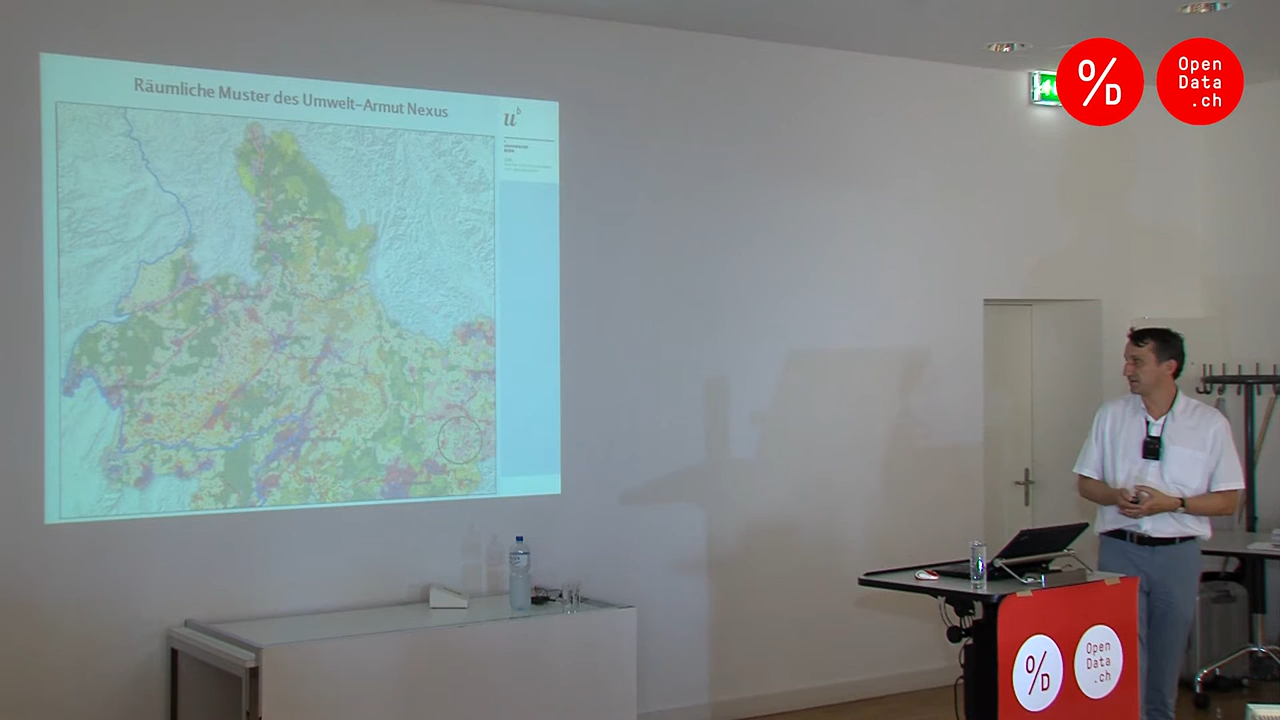 Räumliche Muster des Umwelt-Armut Nexus
u
b
%D
Open
Data
.ch
%D
Open
Data
.ch